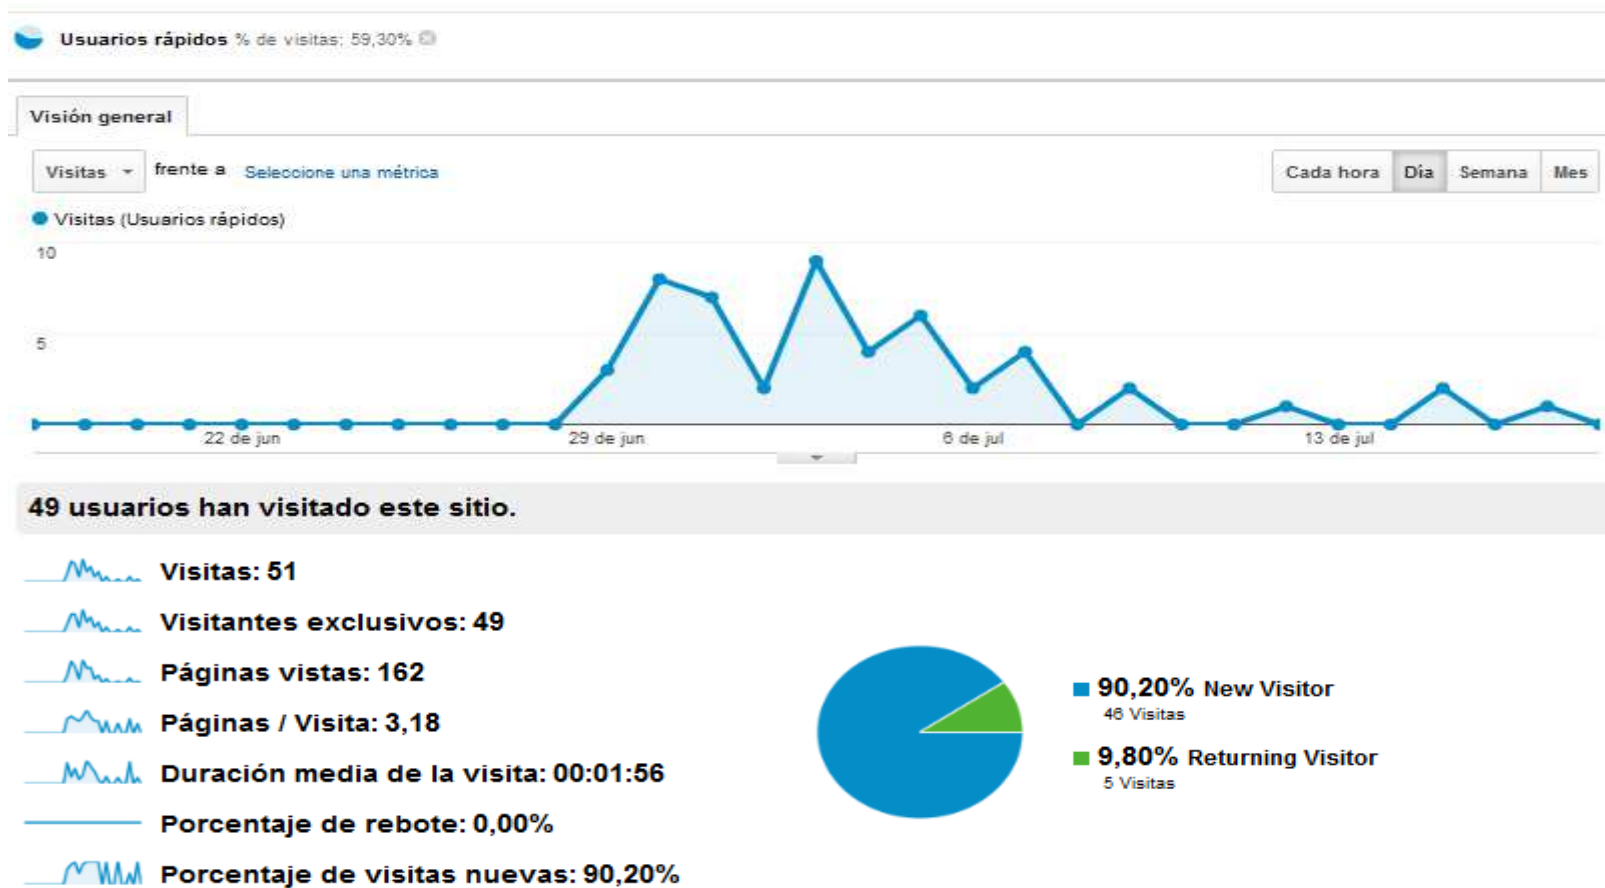 Usuarios rápidos % de visitas: 59,30%
Visión general
Visitas frente a Seleccione una métrica
Cada hora Día Semana Mes
Visitas (Usuarios rápidos)
10
5
22 de jun 29 de jun 6 de jul 13 de jul
49 usuarios han visitado este sitio.
Visitas: 51
Visitantes exclusivos: 49
Páginas vistas: 162
Páginas / Visita: 3,18
Duración media de la visita: 00:01:56
Porcentaje de rebote: 0,00%
Porcentaje de visitas nuevas: 90,20%
90,20% New Visitor
46 Visitas
9,80% Returning Visitor
5 Visitas